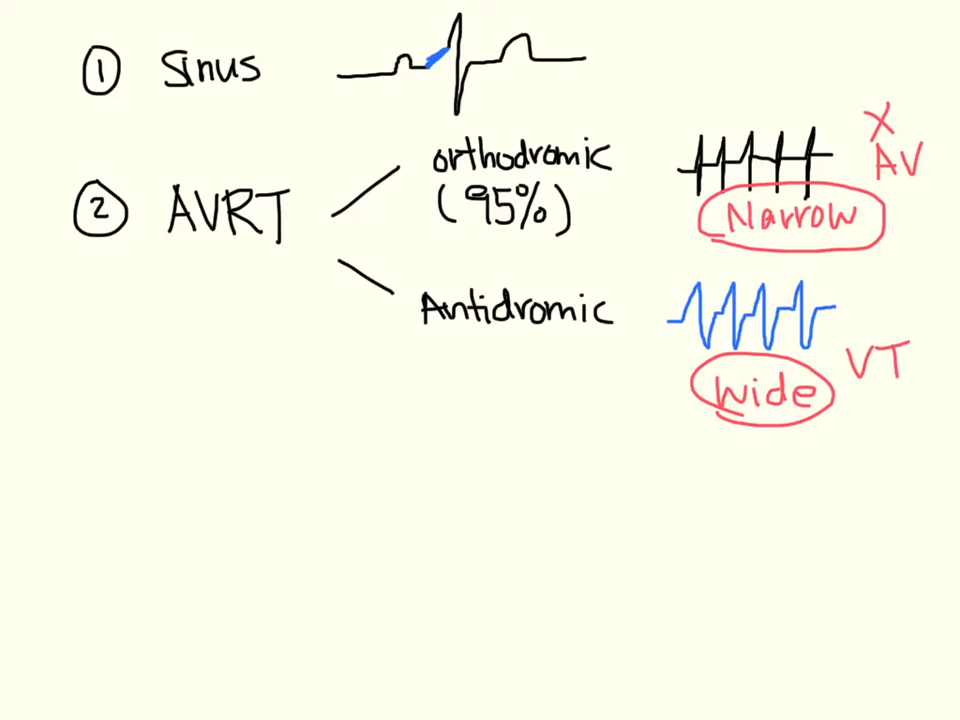 1 Sinus
2 AVRT
orthodromic
(95%)
X
AV
Narrow
Antidromic
VT
Wide